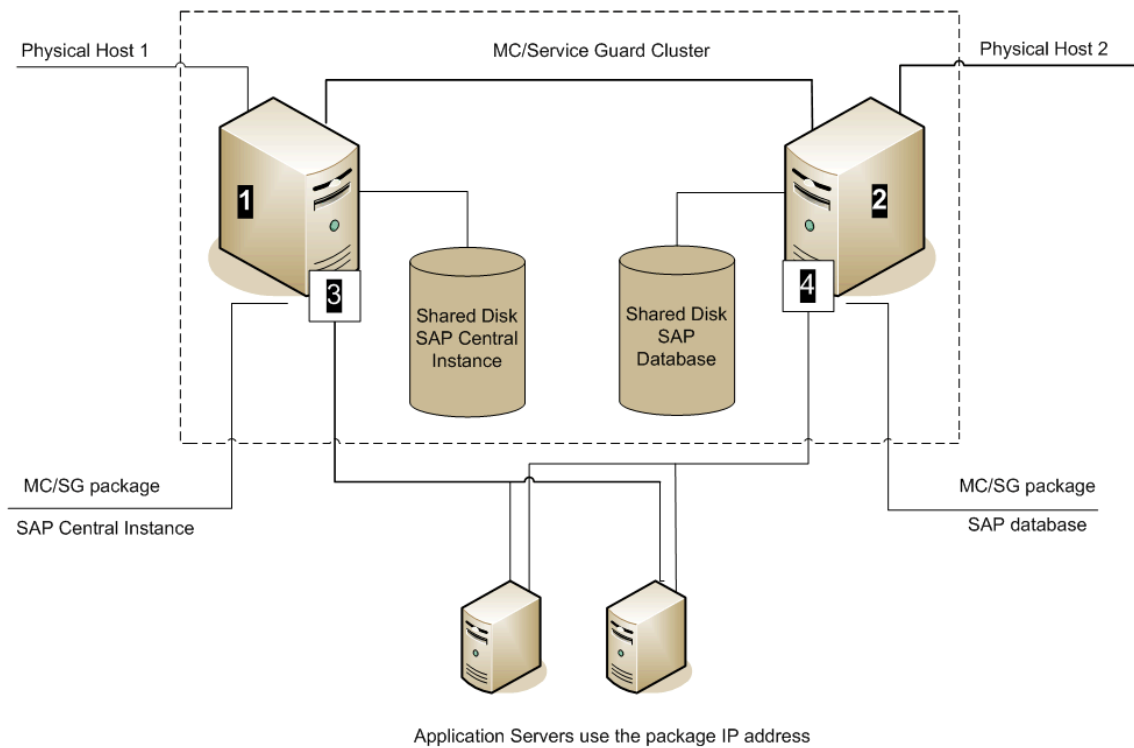 Physical Host 1
MC/Service Guard Cluster
Physical Host 2
1
2
3
4
Shared Disk
SAP Central
Instance
Shared Disk
SAP
Database
MC/SG package
SAP Central Instance
MC/SG package
SAP database
Application Servers use the package IP address